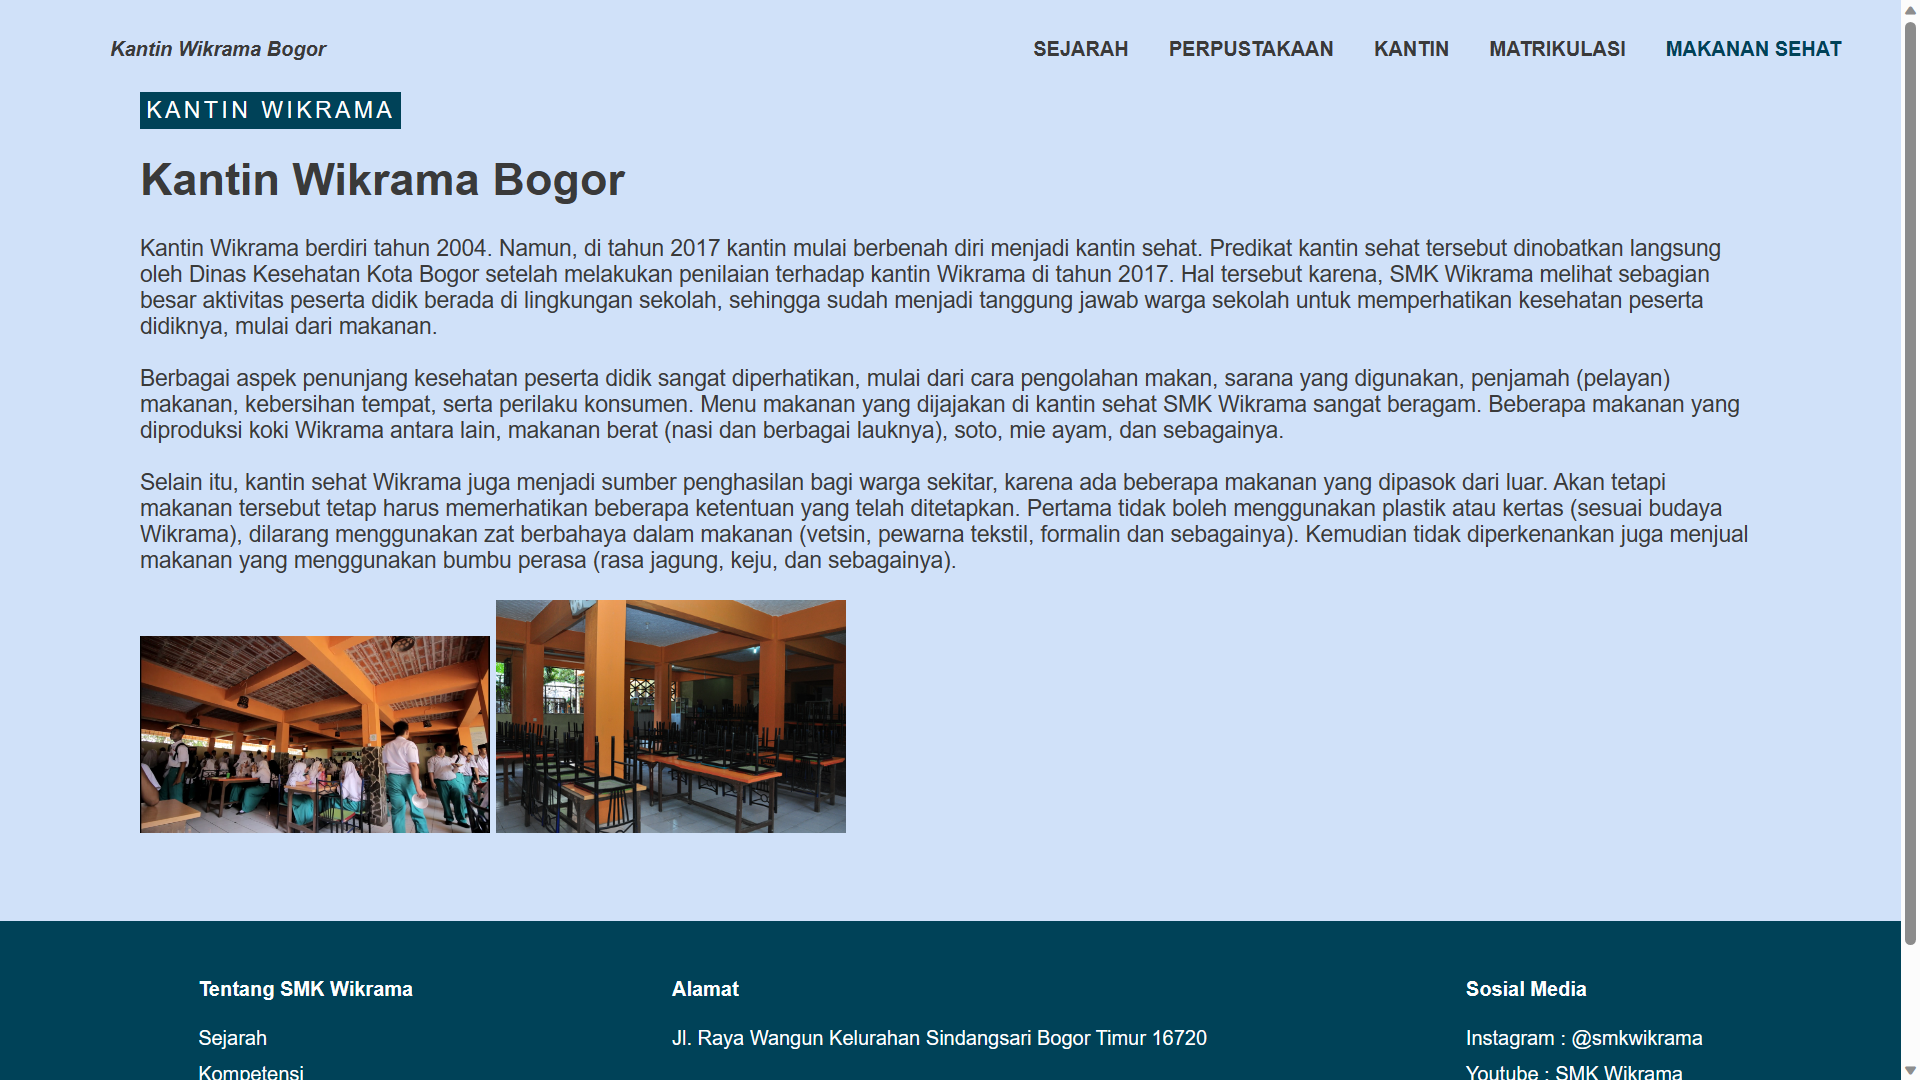 Kantin Wikrama Bogor
SEJARAH PERPUSTAKAAN KANTIN MATRIKULASI MAKANAN SEHAT
KANTIN WIKRAMA
Kantin Wikrama Bogor
Kantin Wikrama berdiri tahun 2004. Namun, di tahun 2017 kantin mulai berbenah diri menjadi kantin sehat. Predikat kantin sehat tersebut dinobatkan langsung
oleh Dinas Kesehatan Kota Bogor setelah melakukan penilaian terhadap kantin Wikrama di tahun 2017. Hal tersebut karena, SMK Wikrama melihat sebagian
besar aktivitas peserta didik berada di lingkungan sekolah, sehingga sudah menjadi tanggung jawab warga sekolah untuk memperhatikan kesehatan peserta
didiknya, mulai dari makanan.
Berbagai aspek penunjang kesehatan peserta didik sangat diperhatikan, mulai dari cara pengolahan makan, sarana yang digunakan, penjamah (pelayan)
makanan, kebersihan tempat, serta perilaku konsumen. Menu makanan yang dijajakan di kantin sehat SMK Wikrama sangat beragam. Beberapa makanan yang
diproduksi koki Wikrama antara lain, makanan berat (nasi dan berbagai lauknya), soto, mie ayam, dan sebagainya.
Selain itu, kantin sehat Wikrama juga menjadi sumber penghasilan bagi warga sekitar, karena ada beberapa makanan yang dipasok dari luar. Akan tetapi
makanan tersebut tetap harus memerhatikan beberapa ketentuan yang telah ditetapkan. Pertama tidak boleh menggunakan plastik atau kertas (sesuai budaya
Wikrama), dilarang menggunakan zat berbahaya dalam makanan (vetsin, pewarna tekstil, formalin dan sebagainya). Kemudian tidak diperkenankan juga menjual
makanan yang menggunakan bumbu perasa (rasa jagung, keju, dan sebagainya).
Tentang SMK Wikrama
Sejarah
Kompetensi
Alamat
Jl. Raya Wangun Kelurahan Sindangsari Bogor Timur 16720
Sosial Media
Instagram : @smkwikrama
Youtube : SMK Wikrama